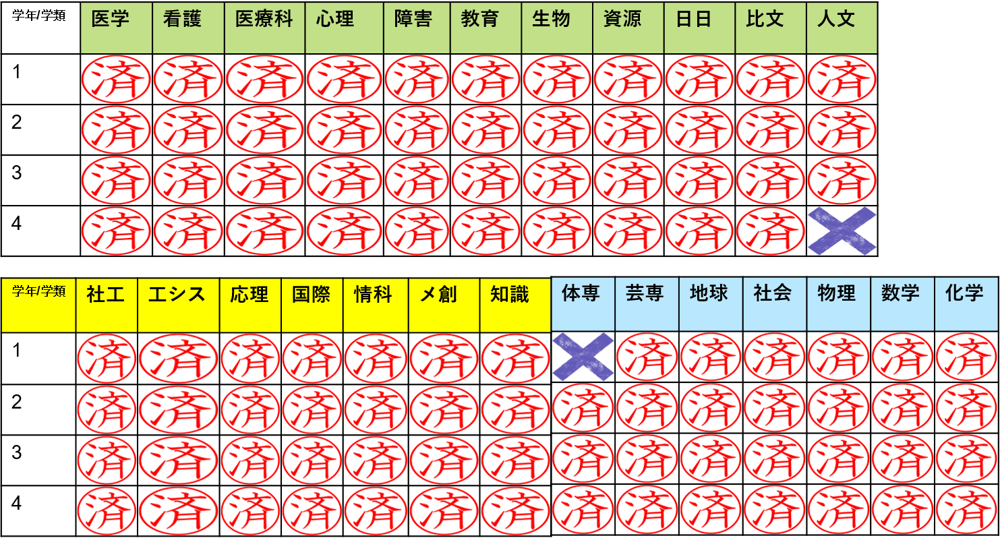 学年/学類 医学 看護 医療科 心理 障害 教育 生物 資源 日日 比文 人文
1 済 済 済 済 済 済 済 済 済 済 済
2 済 済 済 済 済 済 済 済 済 済 済
3 済 済 済 済 済 済 済 済 済 済 済
4 済 済 済 済 済 済 済 済 済 済
学年/学類 社工 エシス 応理 国際 情科 メ創 知識 体専 芸専 地球 社会 物理 数学 化学
1 済 済 済 済 済 済 済 済 済 済 済 済 済
2 済 済 済 済 済 済 済 済 済 済 済 済 済 済
3 済 済 済 済 済 済 済 済 済 済 済 済 済 済
4 済 済 済 済 済 済 済 済 済 済 済 済 済 済